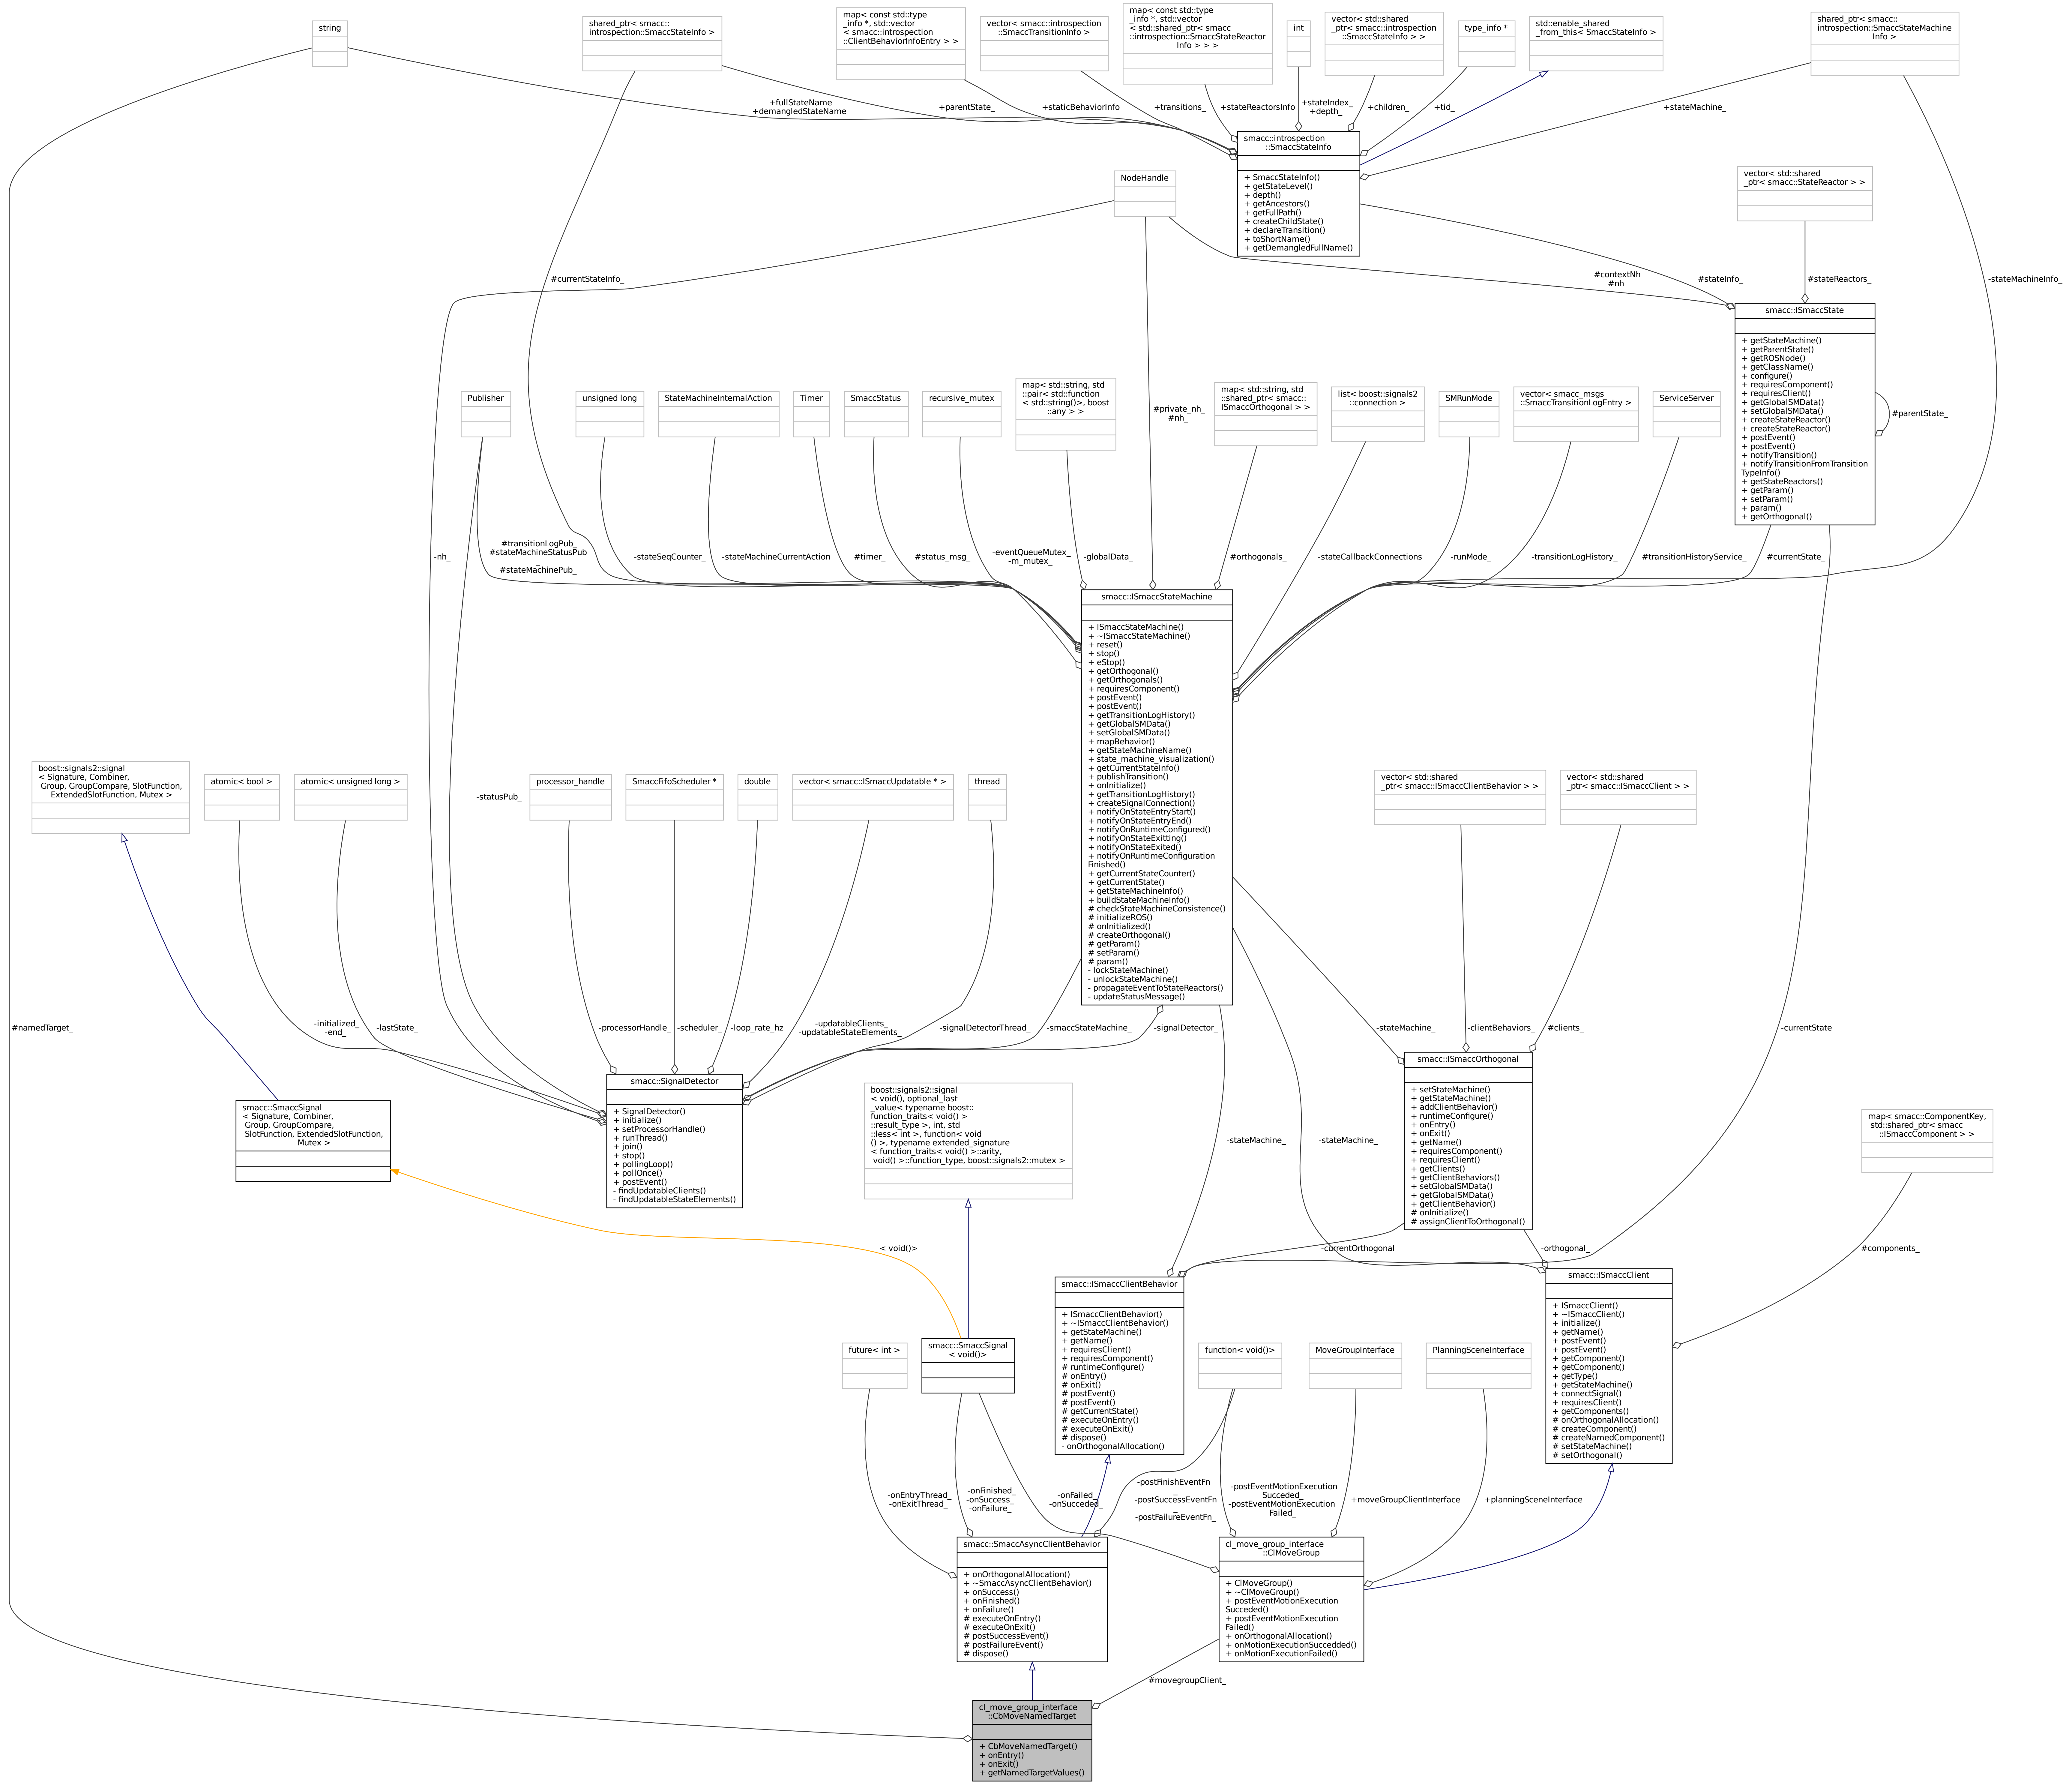 string
shared_ptr< smacc::
introspection::SmaccStateInfo >
map< const std::type
_info *, std::vector
< smacc::introspection
::ClientBehaviorInfoEntry > >
vector< smacc::introspection
::SmaccTransitionInfo >
map< const std::type
_info *, std::vector
< std::shared_ptr< smacc
::introspection::SmaccStateReactor
Info > > >
int
vector< std::shared
_ptr< smacc::introspection
::SmaccStateInfo > >
type_info *
std::enable_shared
_from_this< SmaccStateInfo >
shared_ptr< smacc::
introspection::SmaccStateMachine
Info >
+fullStateName
+demangledStateName
+parentState_
+staticBehaviorInfo
+transitions_
+stateReactorsInfo
+stateIndex_
+depth_
+children_
+tid_
+stateMachine_
smacc::introspection
::SmaccStateInfo
+ SmaccStateInfo()
+ getStateLevel()
+ depth()
+ getAncestors()
+ getFullPath()
+ createChildState()
+ declareTransition()
+ toShortName()
+ getDemangledFullName()
NodeHandle
vector< std::shared
_ptr< smacc::StateReactor > >
#currentStateInfo_
#contextNh
#nh
#stateInfo_
#stateReactors_
-stateMachineInfo_
smacc::ISmaccState
+ getStateMachine()
+ getParentState()
+ getROSNode()
+ getClassName()
+ configure()
+ requiresComponent()
+ requiresClient()
+ getGlobalSMData()
+ setGlobalSMData()
+ createStateReactor()
+ createStateReactor()
+ postEvent()
+ postEvent()
+ notifyTransition()
+ notifyTransitionFromTransition
TypeInfo()
+ getStateReactors()
+ getParam()
+ setParam()
+ param()
+ getOrthogonal()
#parentState_
Publisher
unsigned long
StateMachineInternalAction
Timer
SmaccStatus
recursive_mutex
map< std::string, std
::pair< std::function
< std::string()>, boost
::any > >
#private_nh_
#nh_
map< std::string, std
::shared_ptr< smacc::
ISmaccOrthogonal > >
list< boost::signals2
::connection >
SMRunMode
vector< smacc_msgs
::SmaccTransitionLogEntry >
ServiceServer
-nh_
#transitionLogPub_
#stateMachineStatusPub
_
#stateMachinePub_
-stateSeqCounter_
-stateMachineCurrentAction
#timer_
#status_msg_
-eventQueueMutex_
-m_mutex_
-globalData_
#orthogonals_
-stateCallbackConnections
-runMode_
-transitionLogHistory_
#transitionHistoryService_
#currentState_
smacc::ISmaccStateMachine
+ ISmaccStateMachine()
+ ~ISmaccStateMachine()
+ reset()
+ stop()
+ eStop()
+ getOrthogonal()
+ getOrthogonals()
+ requiresComponent()
+ postEvent()
+ postEvent()
+ getTransitionLogHistory()
+ getGlobalSMData()
+ setGlobalSMData()
+ mapBehavior()
+ getStateMachineName()
+ state_machine_visualization()
+ getCurrentStateInfo()
+ publishTransition()
+ onInitialize()
+ getTransitionLogHistory()
+ createSignalConnection()
+ notifyOnStateEntryStart()
+ notifyOnStateEntryEnd()
+ notifyOnRuntimeConfigured()
+ notifyOnStateExitting()
+ notifyOnStateExited()
+ notifyOnRuntimeConfiguration
Finished()
+ getCurrentStateCounter()
+ getCurrentState()
+ getStateMachineInfo()
+ buildStateMachineInfo()
# checkStateMachineConsistence()
# initializeROS()
# onInitialized()
# createOrthogonal()
# getParam()
# setParam()
# param()
- lockStateMachine()
- unlockStateMachine()
- propagateEventToStateReactors()
- updateStatusMessage()
boost::signals2::signal
< Signature, Combiner,
Group, GroupCompare, SlotFunction,
ExtendedSlotFunction, Mutex >
atomic< bool >
atomic< unsigned long >
-statusPub_
processor_handle
SmaccFifoScheduler *
double
vector< smacc::ISmaccUpdatable * >
thread
vector< std::shared
_ptr< smacc::ISmaccClientBehavior > >
vector< std::shared
_ptr< smacc::ISmaccClient > >
#namedTarget_
-initialized_
-end_
-lastState_
-processorHandle_
-scheduler_
-loop_rate_hz
-updatableClients_
-updatableStateElements_
-signalDetectorThread_
-smaccStateMachine_
-signalDetector_
-stateMachine_
-clientBehaviors_
#clients_
-currentState
smacc::SignalDetector
+ SignalDetector()
+ initialize()
+ setProcessorHandle()
+ runThread()
+ join()
+ stop()
+ pollingLoop()
+ pollOnce()
+ postEvent()
- findUpdatableClients()
- findUpdatableStateElements()
smacc::ISmaccOrthogonal
+ setStateMachine()
+ getStateMachine()
+ addClientBehavior()
+ runtimeConfigure()
+ onEntry()
+ onExit()
+ getName()
+ requiresComponent()
+ requiresClient()
+ getClients()
+ getClientBehaviors()
+ setGlobalSMData()
+ getGlobalSMData()
+ getClientBehavior()
# onInitialize()
# assignClientToOrthogonal()
smacc::SmaccSignal
< Signature, Combiner,
Group, GroupCompare,
SlotFunction, ExtendedSlotFunction,
Mutex >
boost::signals2::signal
< void(), optional_last
_value< typename boost::
function_traits< void() >
::result_type >, int, std
::less< int >, function< void
() >, typename extended_signature
< function_traits< void() >::arity,
void() >::function_type, boost::signals2::mutex >
map< smacc::ComponentKey,
std::shared_ptr< smacc
::ISmaccComponent > >
-stateMachine_
-stateMachine_
< void()>
-currentOrthogonal
-orthogonal_
#components_
smacc::ISmaccClientBehavior
+ ISmaccClientBehavior()
+ ~ISmaccClientBehavior()
+ getStateMachine()
+ getName()
+ requiresClient()
+ requiresComponent()
# runtimeConfigure()
# onEntry()
# onExit()
# postEvent()
# postEvent()
# getCurrentState()
# executeOnEntry()
# executeOnExit()
# dispose()
- onOrthogonalAllocation()
smacc::ISmaccClient
+ ISmaccClient()
+ ~ISmaccClient()
+ initialize()
+ getName()
+ postEvent()
+ postEvent()
+ getComponent()
+ getComponent()
+ getType()
+ getStateMachine()
+ connectSignal()
+ requiresClient()
+ getComponents()
# onOrthogonalAllocation()
# createComponent()
# createNamedComponent()
# setStateMachine()
# setOrthogonal()
future< int >
smacc::SmaccSignal
< void()>
function< void()>
MoveGroupInterface
PlanningSceneInterface
-onEntryThread_
-onExitThread_
-onFinished_
-onSuccess_
-onFailure_
-onFailed_
-onSucceded_
-postFinishEventFn
_
-postSuccessEventFn
_
-postFailureEventFn_
-postEventMotionExecution
Succeded_
-postEventMotionExecution
Failed_
+moveGroupClientInterface
+planningSceneInterface
smacc::SmaccAsyncClientBehavior
+ onOrthogonalAllocation()
+ ~SmaccAsyncClientBehavior()
+ onSuccess()
+ onFinished()
+ onFailure()
# executeOnEntry()
# executeOnExit()
# postSuccessEvent()
# postFailureEvent()
# dispose()
cl_move_group_interface
::ClMoveGroup
+ ClMoveGroup()
+ ~ClMoveGroup()
+ postEventMotionExecution
Succeded()
+ postEventMotionExecution
Failed()
+ onOrthogonalAllocation()
+ onMotionExecutionSuccedded()
+ onMotionExecutionFailed()
#movegroupClient_
cl_move_group_interface
::CbMoveNamedTarget
+ CbMoveNamedTarget()
+ onEntry()
+ onExit()
+ getNamedTargetValues()